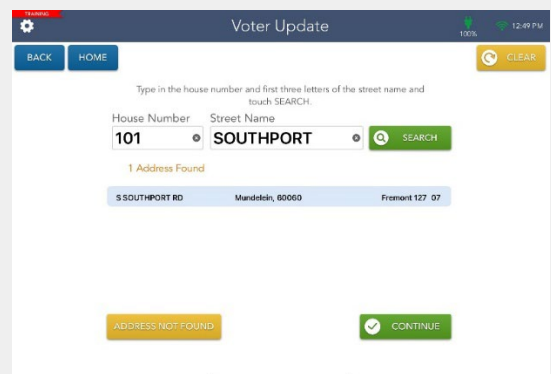 TRAINING
Voter Update
100%
12:49 PM
BACK
HOME
CLEAR
Type in the house number and first three letters of the street name and
touch SEARCH.
House Number
Street Name
101
SOUTHPORT
SEARCH
1 Address Found
S SOUTHPORT RD Mundelein, 60060 Fremont 127 07
ADDRESS NOT FOUND
CONTINUE